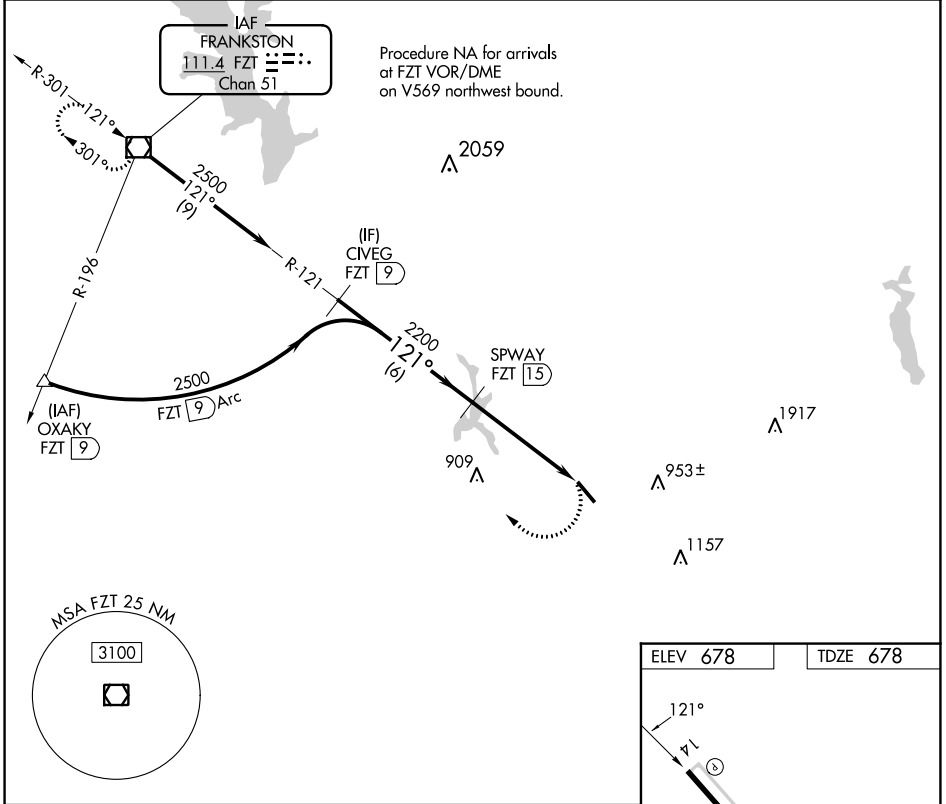 IAF
FRANKSTON
111.4 FZT
Chan 51
Procedure NA for arrivals
at FZT VOR/DME
on V569 northwest bound.
R-301
121°
301°
2059
2500
121°
(9)
(IF)
CIVEG
FZT 9
R-121
R-196
2200
121°
(6)
SPWAY
FZT 15
2500
FZT 9 Arc
(IAF)
OXAKY
FZT 9
1917
909
953±
1157
MSA FZT 25 NM
3100
ELEV 678
TDZE 678
121°
14
P